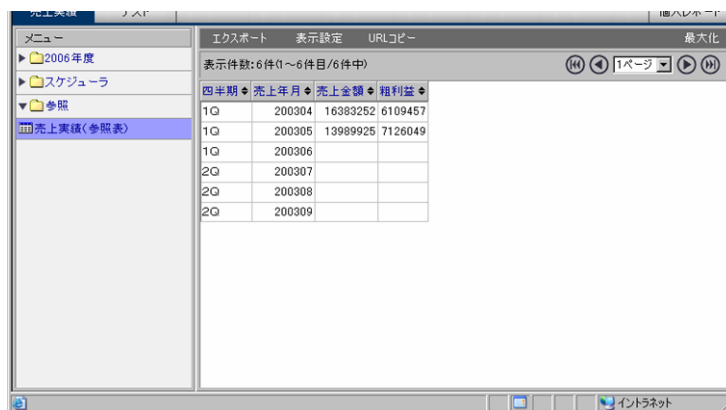 売上実績 テスト 個人レポート
メニュー
2006年度
スケジューラ
参照
売上実績(参照表)
エクスポート 表示設定 URLコピー 最大化
表示件数:6件(1～6件目/6件中) 1ページ
四半期 売上年月 売上金額 粗利益
1Q 200304 16383252 6109457
1Q 200305 13989925 7126049
1Q 200306
2Q 200307
2Q 200308
2Q 200309
イントラネット